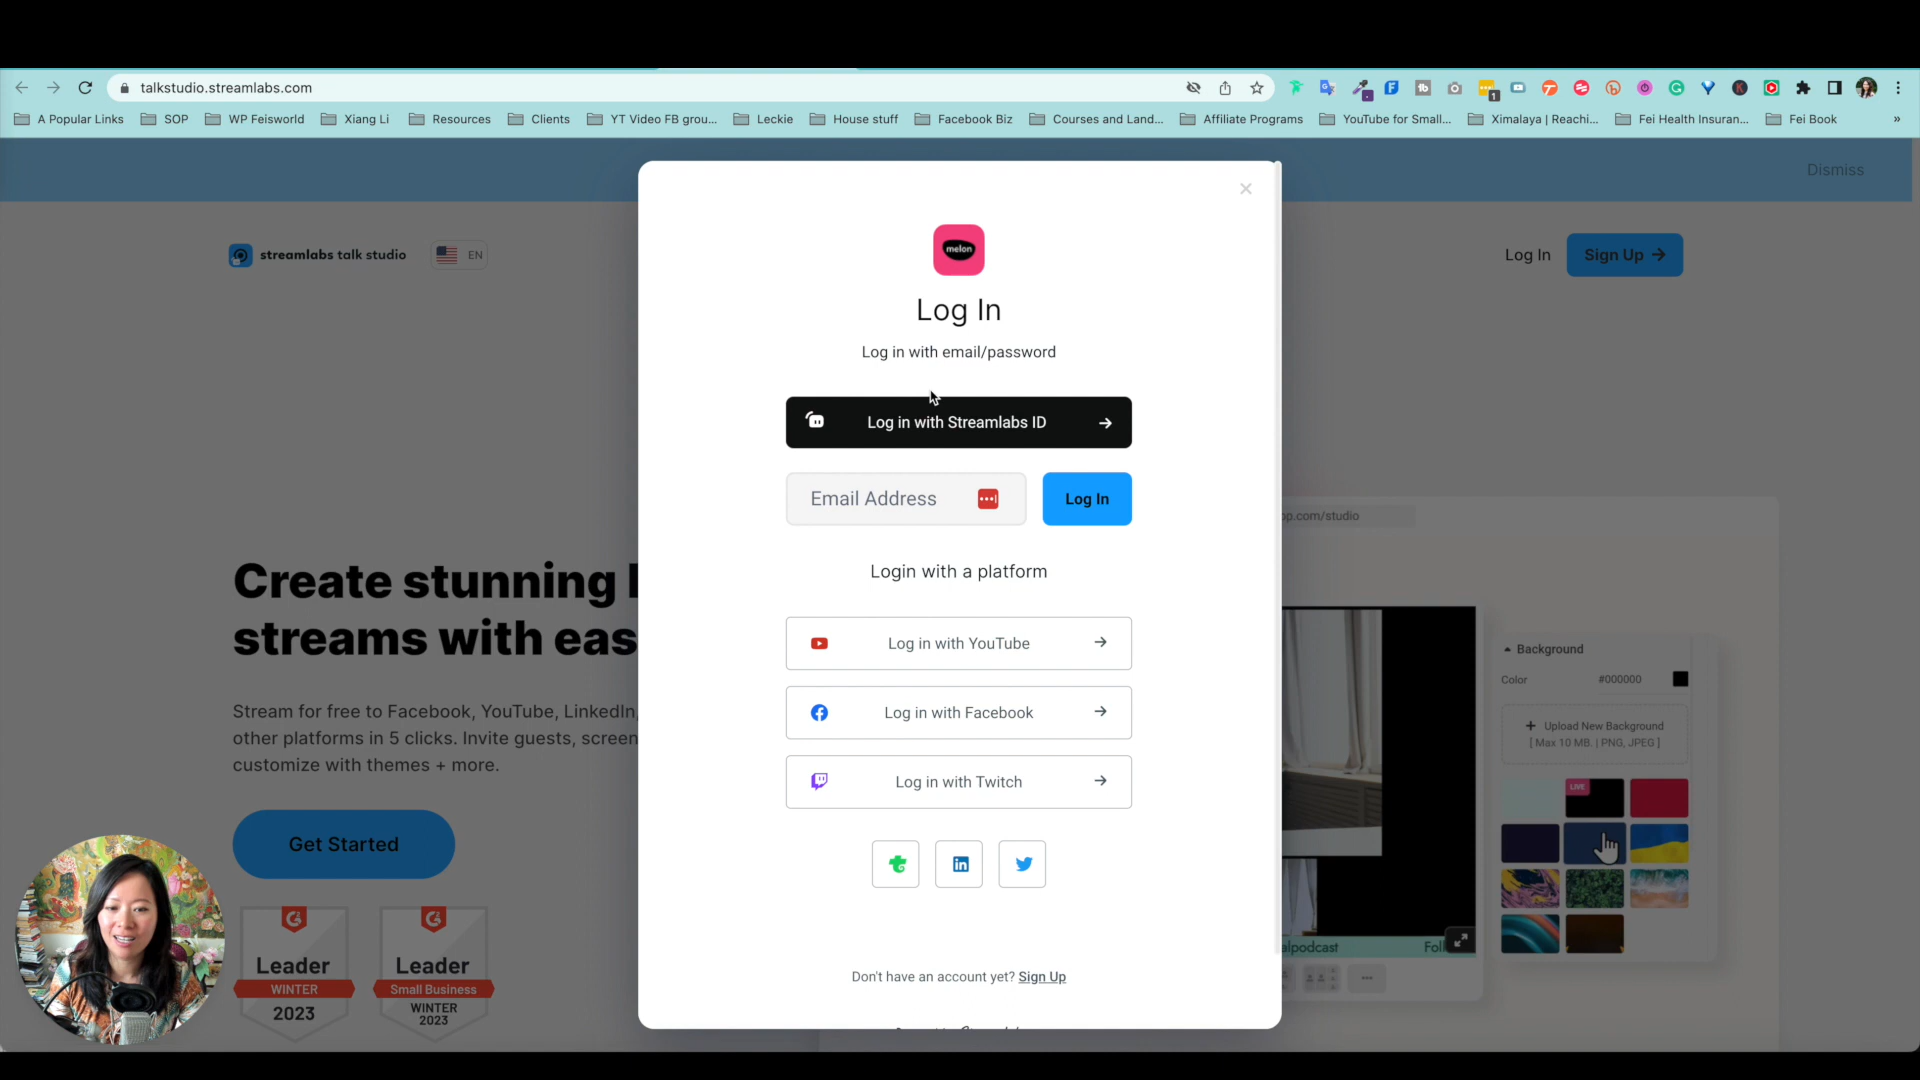 talkstudio.streamlabs.com
1
A Popular Links
SOP
WP Feisworld
Xiang Li
Resources
Clients
YT Video FB grou...
Leckie
House stuff
Facebook Biz
Courses and Land...
Affiliate Programs
YouTube for Small...
Ximalaya | Reachi...
Fei Health Insuran...
Fei Book
»
Dismiss
streamlabs talk studio
EN
Log In
Sign Up
melon
Log In
Log in with email/password
Log in with Streamlabs ID
Email Address
Log In
Login with a platform
Log in with YouTube
Log in with Facebook
Log in with Twitch
Don't have an account yet? Sign Up
Create stunning
streams with eas
Stream for free to Facebook, YouTube, LinkedIn,
other platforms in 5 clicks. Invite guests, screen
customize with themes + more.
Get Started
Leader
WINTER
2023
Leader
Small Business
WINTER
2023
op.com/studio
Background
Color
#000000
+ Upload New Background
[ Max 10 MB. | PNG, JPEG ]
LIVE
alpodcast
Foll